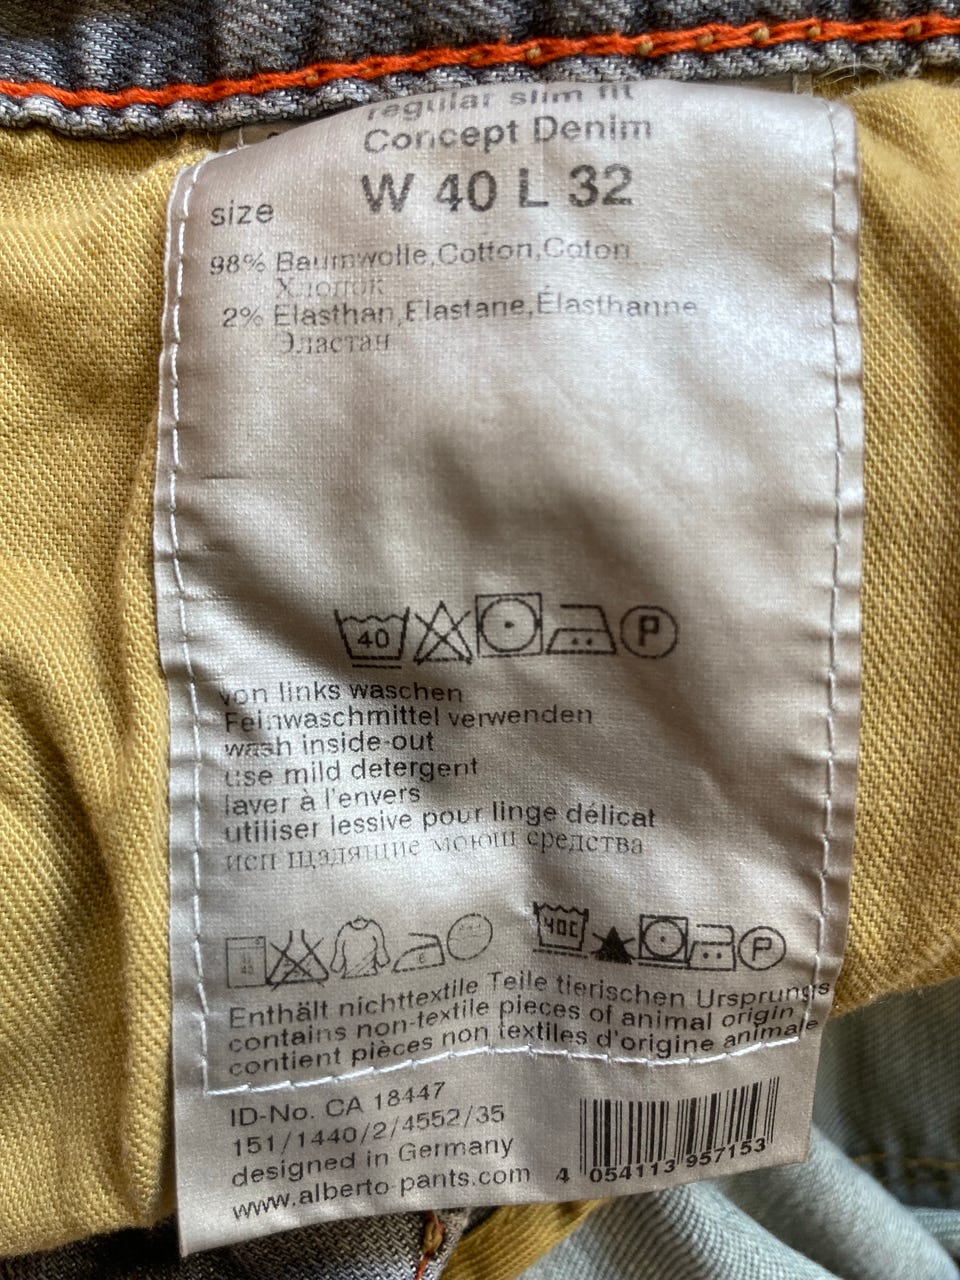 regular slim fit
Concept Denim
size W 40 L 32
98% Baumwolle,Cotton,Coton
Хлопок
2% Elasthan,Elastane,Élasthanne
Эластан
40 P
von links waschen
Feinwaschmittel verwenden
wash inside-out
use mild detergent
laver à l'envers
utiliser lessive pour linge délicat
исп щадящие моющ средства
40 40C P
Enthält nichttextile Teile tierischen Ursprungs
contains non-textile pieces of animal origin
contient pièces non textiles d'origine animale
ID-No. CA 18447
151/1440/2/4552/35
designed in Germany
www.alberto-pants.com
4 054113 957153